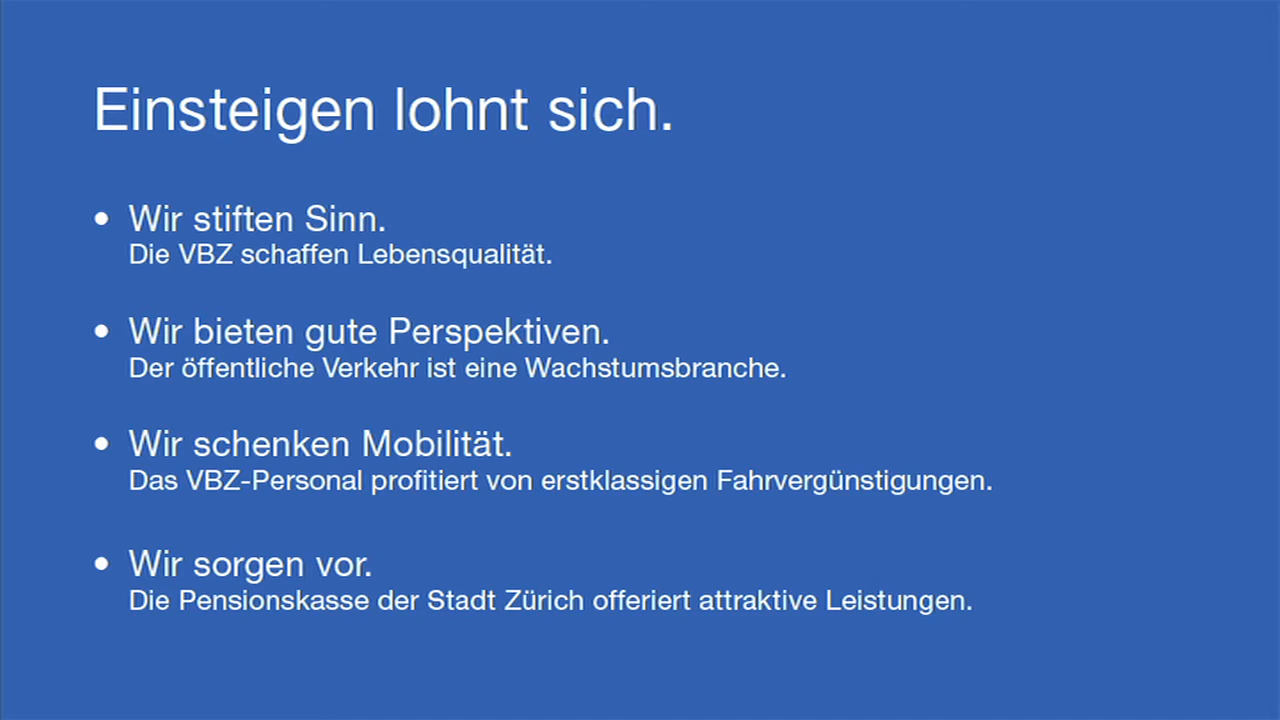 Einsteigen lohnt sich.
• Wir stiften Sinn.
Die VBZ schaffen Lebensqualität.
• Wir bieten gute Perspektiven.
Der öffentliche Verkehr ist eine Wachstumsbranche.
• Wir schenken Mobilität.
Das VBZ-Personal profitiert von erstklassigen Fahrvergünstigungen.
• Wir sorgen vor.
Die Pensionskasse der Stadt Zürich offeriert attraktive Leistungen.